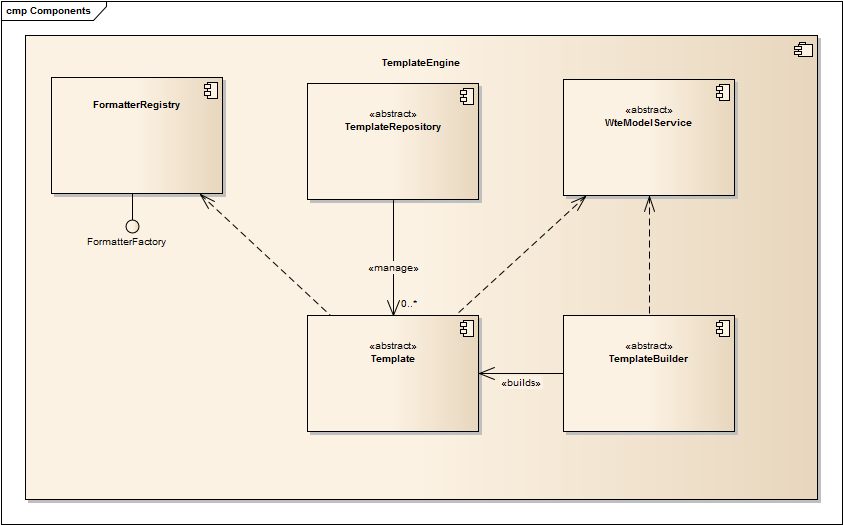 cmp Components
TemplateEngine
FormatterRegistry
«abstract»
TemplateRepository
«abstract»
WteModelService
FormatterFactory
«manage»
0..*
«abstract»
Template
«abstract»
TemplateBuilder
«builds»